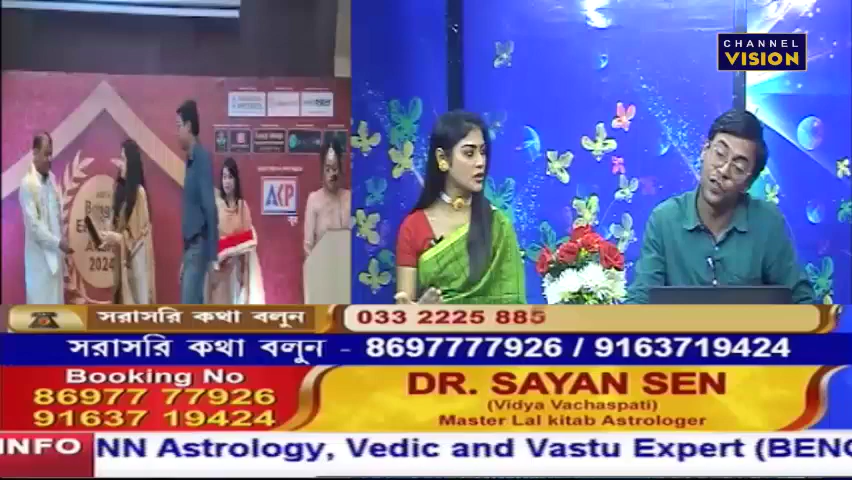 CHANNEL
VISION
AKP
2024
সরাসরি কথা বলুন
033 2225 885
সরাসরি কথা বলুন - 8697777926 / 9163719424
Booking No
86977 77926
91637 19424
DR. SAYAN SEN
(Vidya Vachaspati)
Master Lal kitab Astrologer
INFO
NN Astrology, Vedic and Vastu Expert (BENG